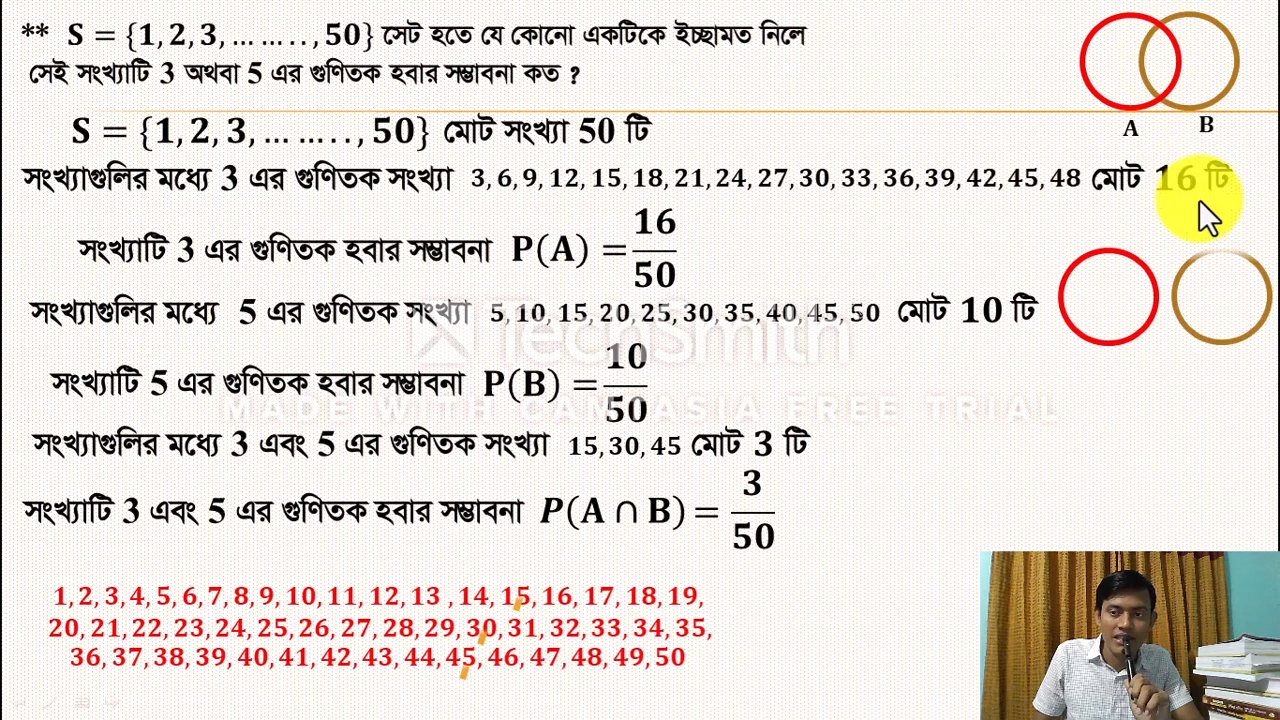 ** S = {1, 2, 3, ... ... . . , 50} সেট হতে যে কোনো একটিকে ইচ্ছামত নিলে
সেই সংখ্যাটি 3 অথবা 5 এর গুণিতক হবার সম্ভাবনা কত ?
A B
S = {1, 2, 3, ... ... . . , 50} মোট সংখ্যা 50 টি
সংখ্যাগুলির মধ্যে 3 এর গুণিতক সংখ্যা 3, 6, 9, 12, 15, 18, 21, 24, 27, 30, 33, 36, 39, 42, 45, 48 মোট 16 টি
সংখ্যাটি 3 এর গুণিতক হবার সম্ভাবনা P(A) = 16/50
সংখ্যাগুলির মধ্যে 5 এর গুণিতক সংখ্যা 5, 10, 15, 20, 25, 30, 35, 40, 45, 50 মোট 10 টি
TechSmith
সংখ্যাটি 5 এর গুণিতক হবার সম্ভাবনা P(B) = 10/50
MADE WITH CAMTASIA FREE TRIA
সংখ্যাগুলির মধ্যে 3 এবং 5 এর গুণিতক সংখ্যা 15, 30, 45 মোট 3 টি
সংখ্যাটি 3 এবং 5 এর গুণিতক হবার সম্ভাবনা P(A ∩ B) = 3/50
1, 2, 3, 4, 5, 6, 7, 8, 9, 10, 11, 12, 13 , 14, 15, 16, 17, 18, 19,
20, 21, 22, 23, 24, 25, 26, 27, 28, 29, 30, 31, 32, 33, 34, 35,
36, 37, 38, 39, 40, 41, 42, 43, 44, 45, 46, 47, 48, 49, 50